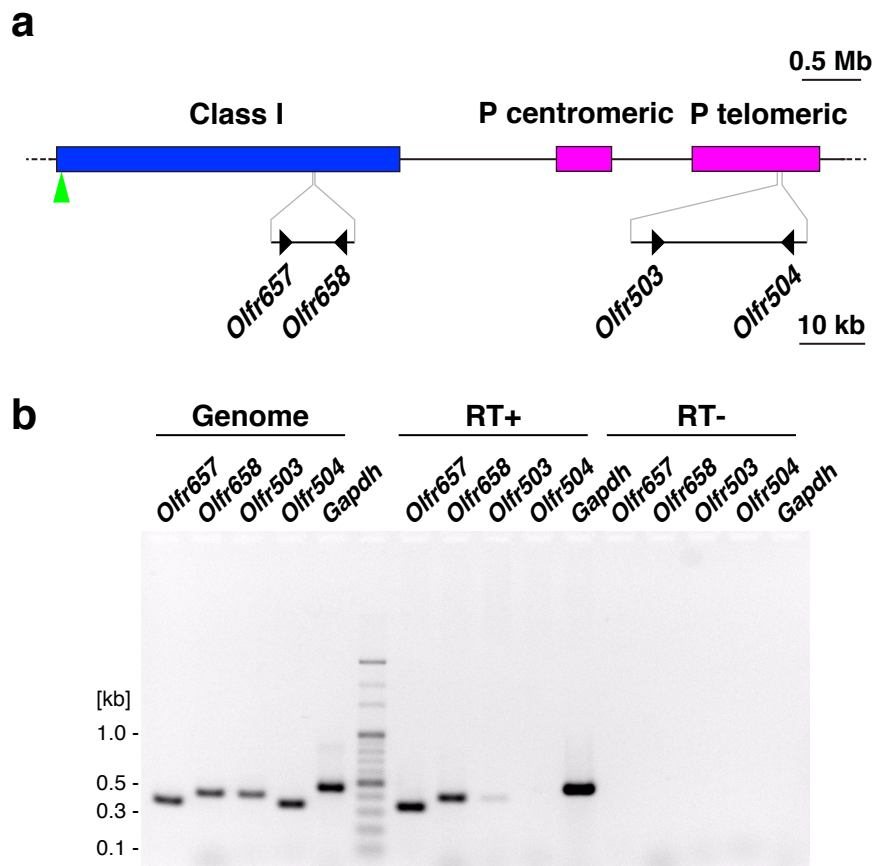 a
0.5 Mb
Class I
P centromeric
P telomeric
Olfr657
Olfr658
Olfr503
Olfr504
10 kb
b
Genome
RT+
RT-
Olfr657
Olfr658
Olfr503
Olfr504
Gapdh
Olfr657
Olfr658
Olfr503
Olfr504
Gapdh
Olfr657
Olfr658
Olfr503
Olfr504
Gapdh
[kb]
1.0 -
0.5 -
0.3 -
0.1 -